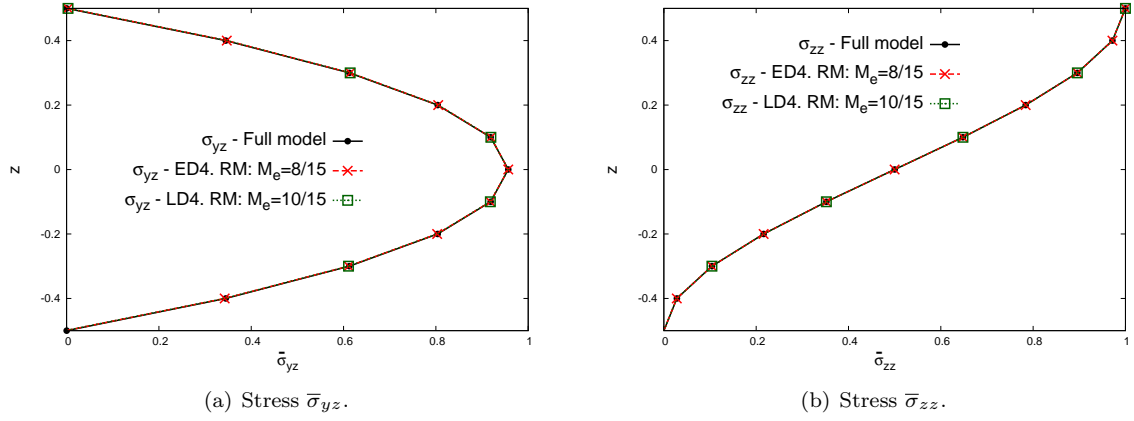 z
0.4
0.2
0
-0.2
-0.4
σyz - Full model
σyz - ED4. RM: Me=8/15
σyz - LD4. RM: Me=10/15
0 0.2 0.4 0.6 0.8 1
σ̄yz
(a) Stress σ̄yz.
z
0.4
0.2
0
-0.2
-0.4
σzz - Full model
σzz - ED4. RM: Me=8/15
σzz - LD4. RM: Me=10/15
0 0.2 0.4 0.6 0.8 1
σ̄zz
(b) Stress σ̄zz.